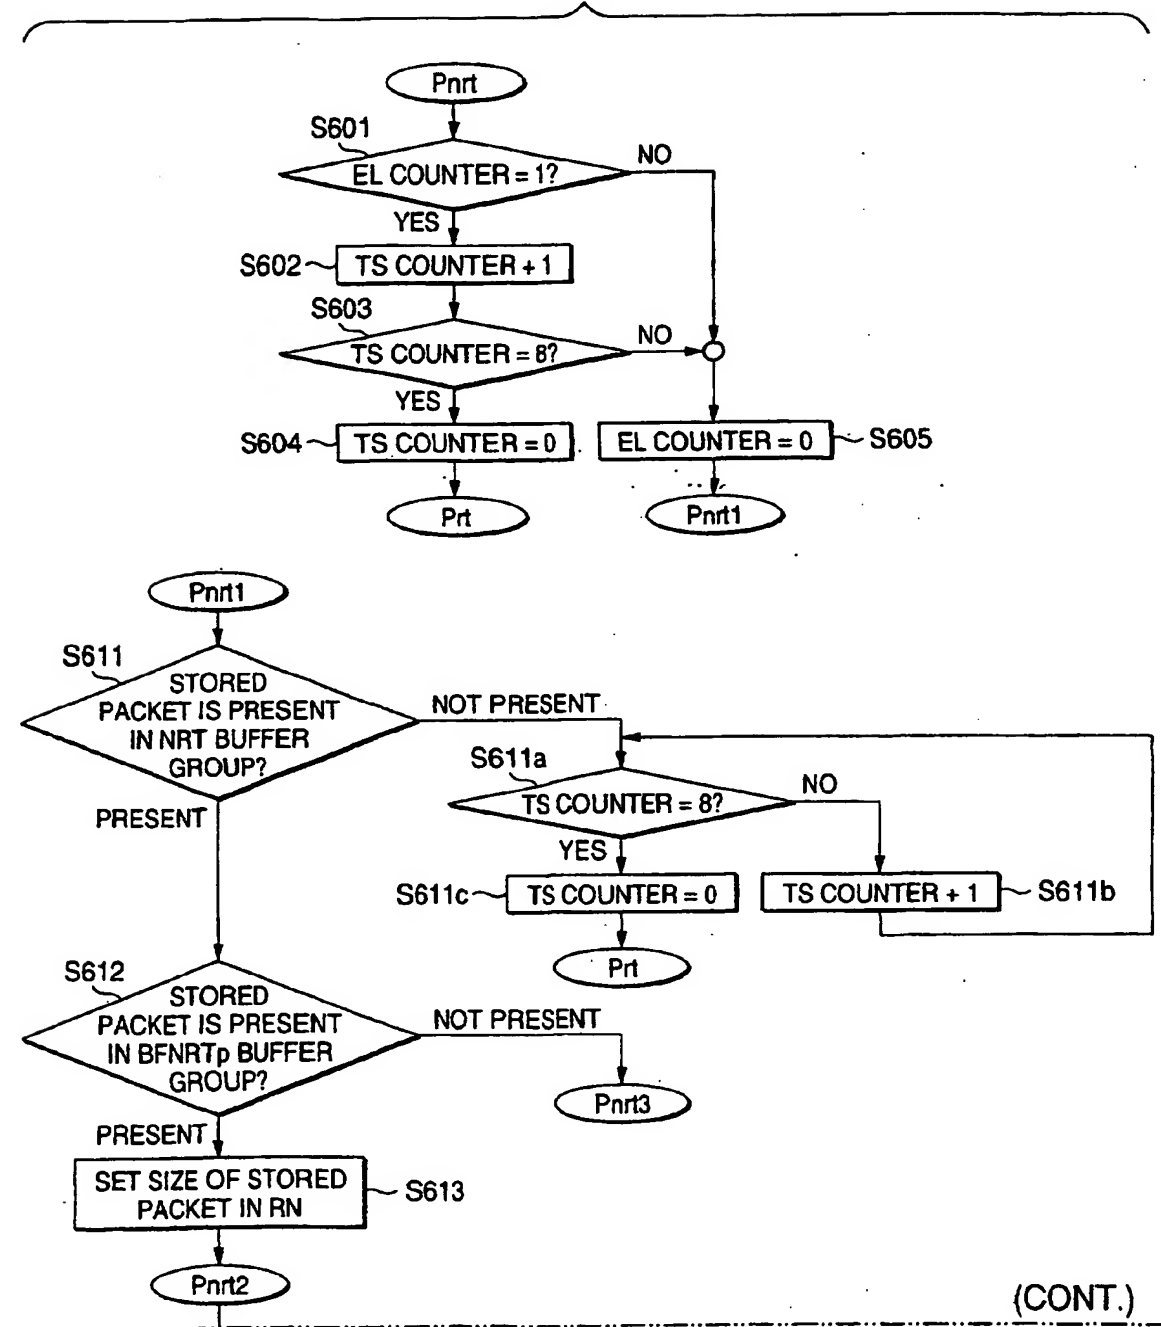 Pnrt
S601
EL COUNTER = 1?
NO
YES
S602
TS COUNTER + 1
S603
TS COUNTER = 8?
NO
YES
S604
TS COUNTER = 0
EL COUNTER = 0
S605
Prt
Pnrt1
Pnrt1
S611
STORED
PACKET IS PRESENT
IN NRT BUFFER
GROUP?
NOT PRESENT
PRESENT
S611a
TS COUNTER = 8?
NO
YES
S611c
TS COUNTER = 0
TS COUNTER + 1
S611b
Prt
S612
STORED
PACKET IS PRESENT
IN BFNRTp BUFFER
GROUP?
NOT PRESENT
Pnrt3
PRESENT
SET SIZE OF STORED
PACKET IN RN
S613
Pnrt2
(CONT.)